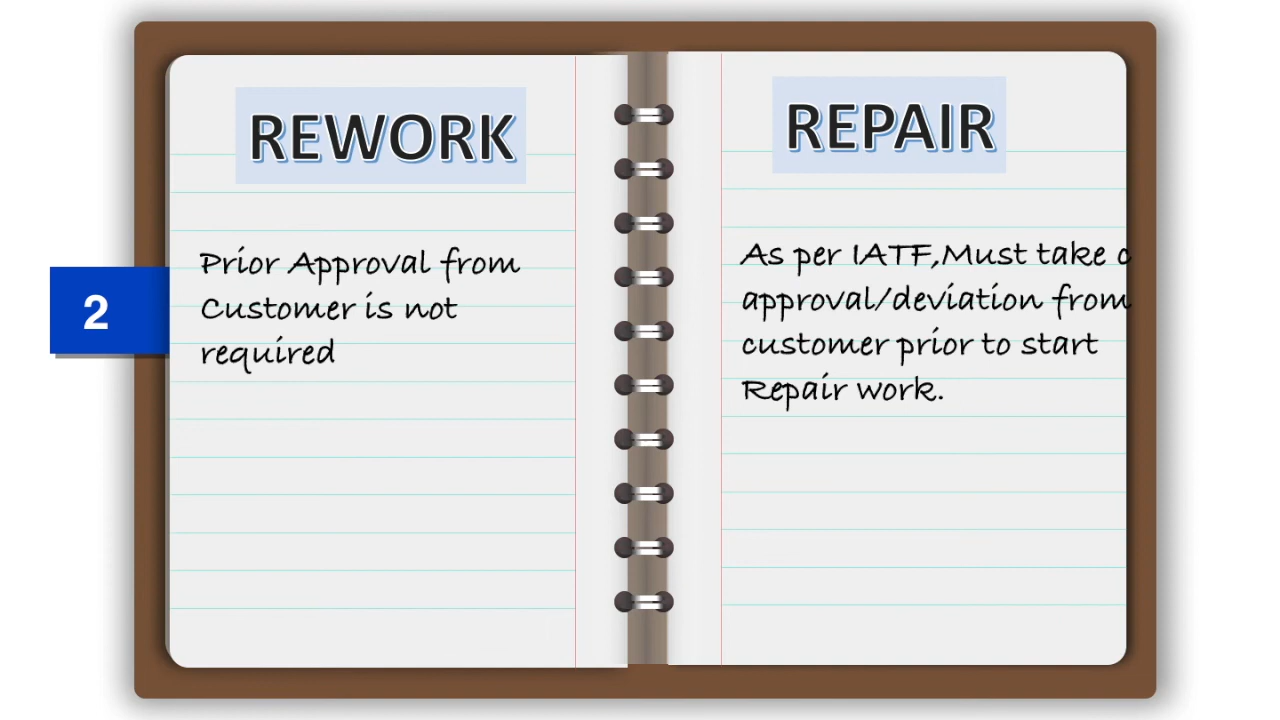 REWORK
Prior Approval from
Customer is not
required
2
REPAIR
As per IATF,Must take
approval/deviation from
customer prior to start
Repair work.